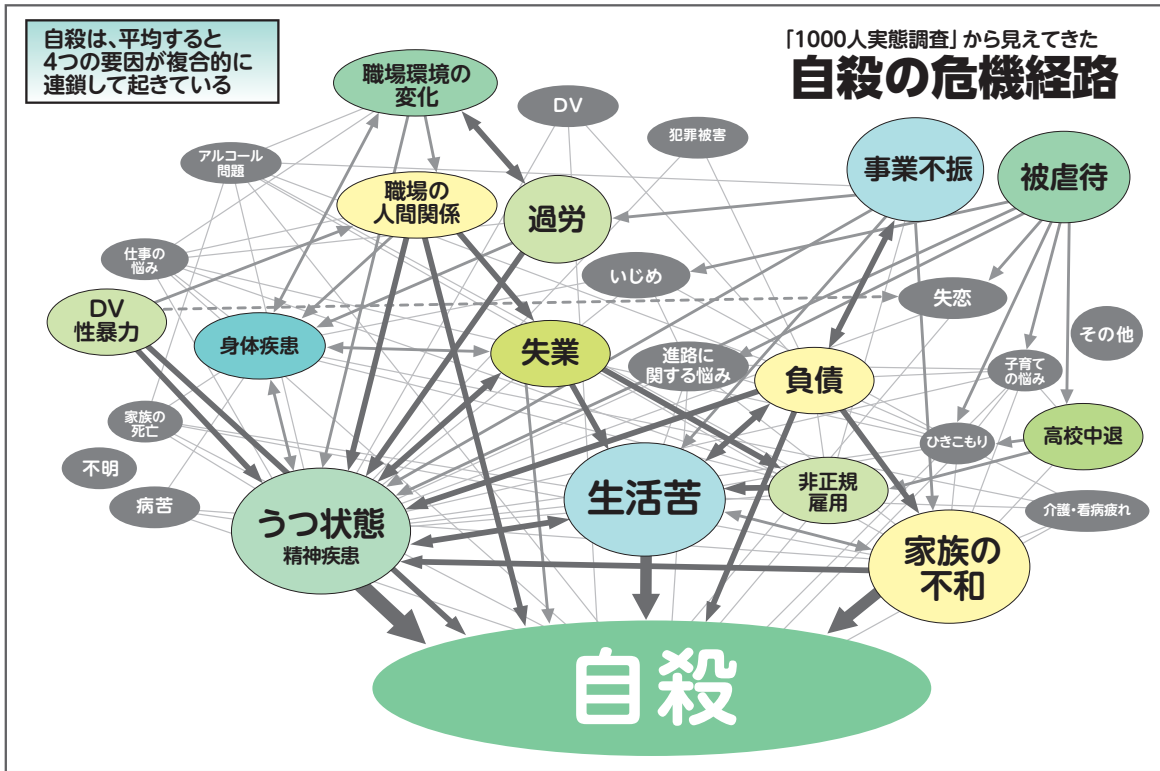 自殺は、平均すると
4つの要因が複合的に
連鎖して起きている
「1000人実態調査」から見えてきた
自殺の危機経路
職場環境の
変化
DV
犯罪被害
アルコール
問題
事業不振
被虐待
職場の
人間関係
過労
仕事の
悩み
いじめ
失恋
DV
性暴力
身体疾患
失業
進路に
関する悩み
負債
子育て
の悩み
その他
家族の
死亡
ひきこもり
高校中退
不明
病苦
うつ状態
精神疾患
生活苦
非正規
雇用
介護・看病疲れ
家族の
不和
自殺